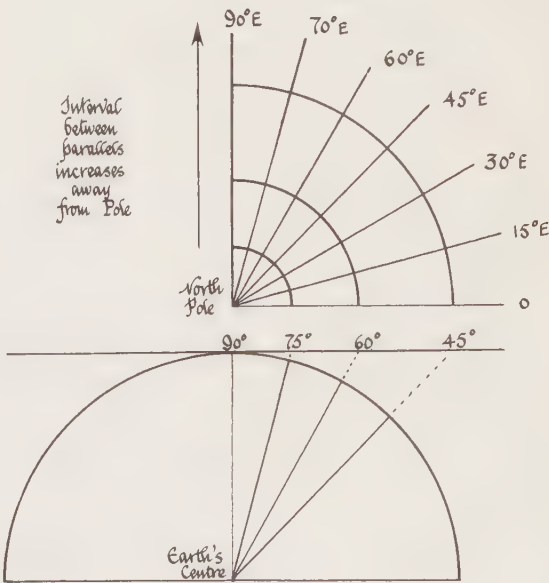 90°E
70°E
60°E
45°E
30°E
15°E
0
Interval
between
parallels
increases
away
from Pole
North
Pole
90°
75°
60°
45°
Earth's
Centre